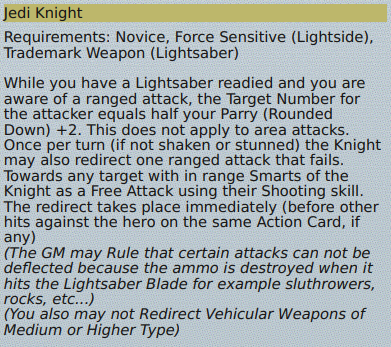 Jedi Knight
Requirements: Novice, Force Sensitive (Lightside),
Trademark Weapon (Lightsaber)
While you have a Lightsaber readied and you are
aware of a ranged attack, the Target Number for
the attacker equals half your Parry (Rounded
Down) +2. This does not apply to area attacks.
Once per turn (if not shaken or stunned) the Knight
may also redirect one ranged attack that fails.
Towards any target with in range Smarts of the
Knight as a Free Attack using their Shooting skill.
The redirect takes place immediately (before other
hits against the hero on the same Action Card, if
any)
(The GM may Rule that certain attacks can not be
deflected because the ammo is destroyed when it
hits the Lightsaber Blade for example sluthrowers,
rocks, etc...)
(You also may not Redirect Vehicular Weapons of
Medium or Higher Type)